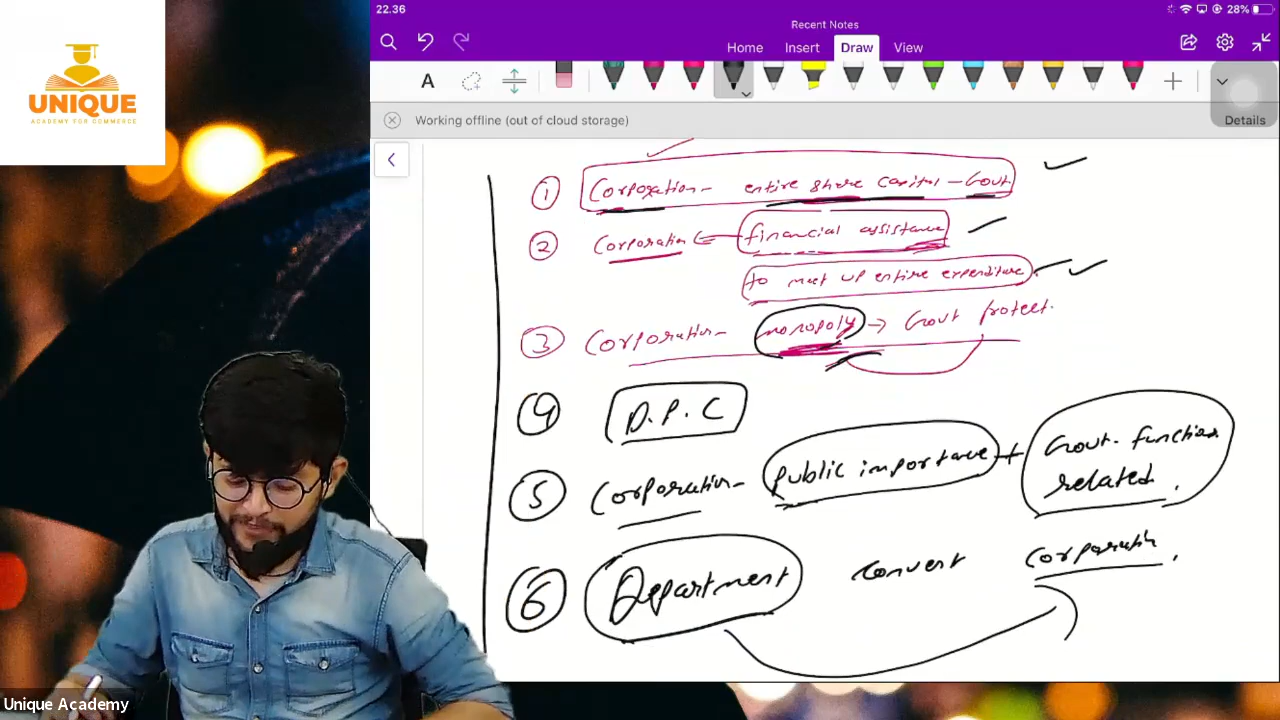 22.36
28%
Recent Notes
Home Insert Draw View
A
Working offline (out of cloud storage)
Details
UNIQUE
ACADEMY FOR COMMERCE
① Corporation - entire share capital - Govt
② Corporation financial assistance
to meet up entire expenditure.
③ Corporation - monopoly → Govt protect.
④ D.P.C
⑤ Corporation - public importance + Govt. function related.
⑥ Department convert corporation.
Unique Academy